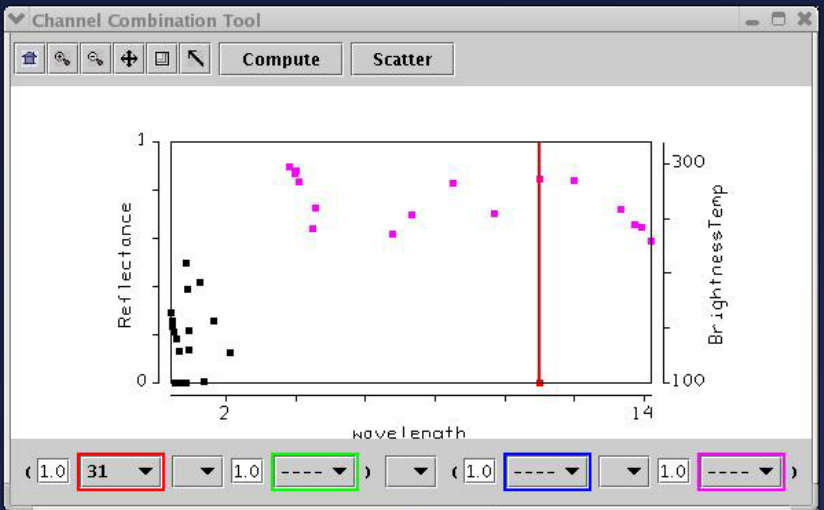 Channel Combination Tool
Compute Scatter
1
300
Reflectance
BrightnessTemp
0
100
2 14
wavelength
( 1.0 31 1.0 ---- ) ( 1.0 ---- 1.0 ---- )